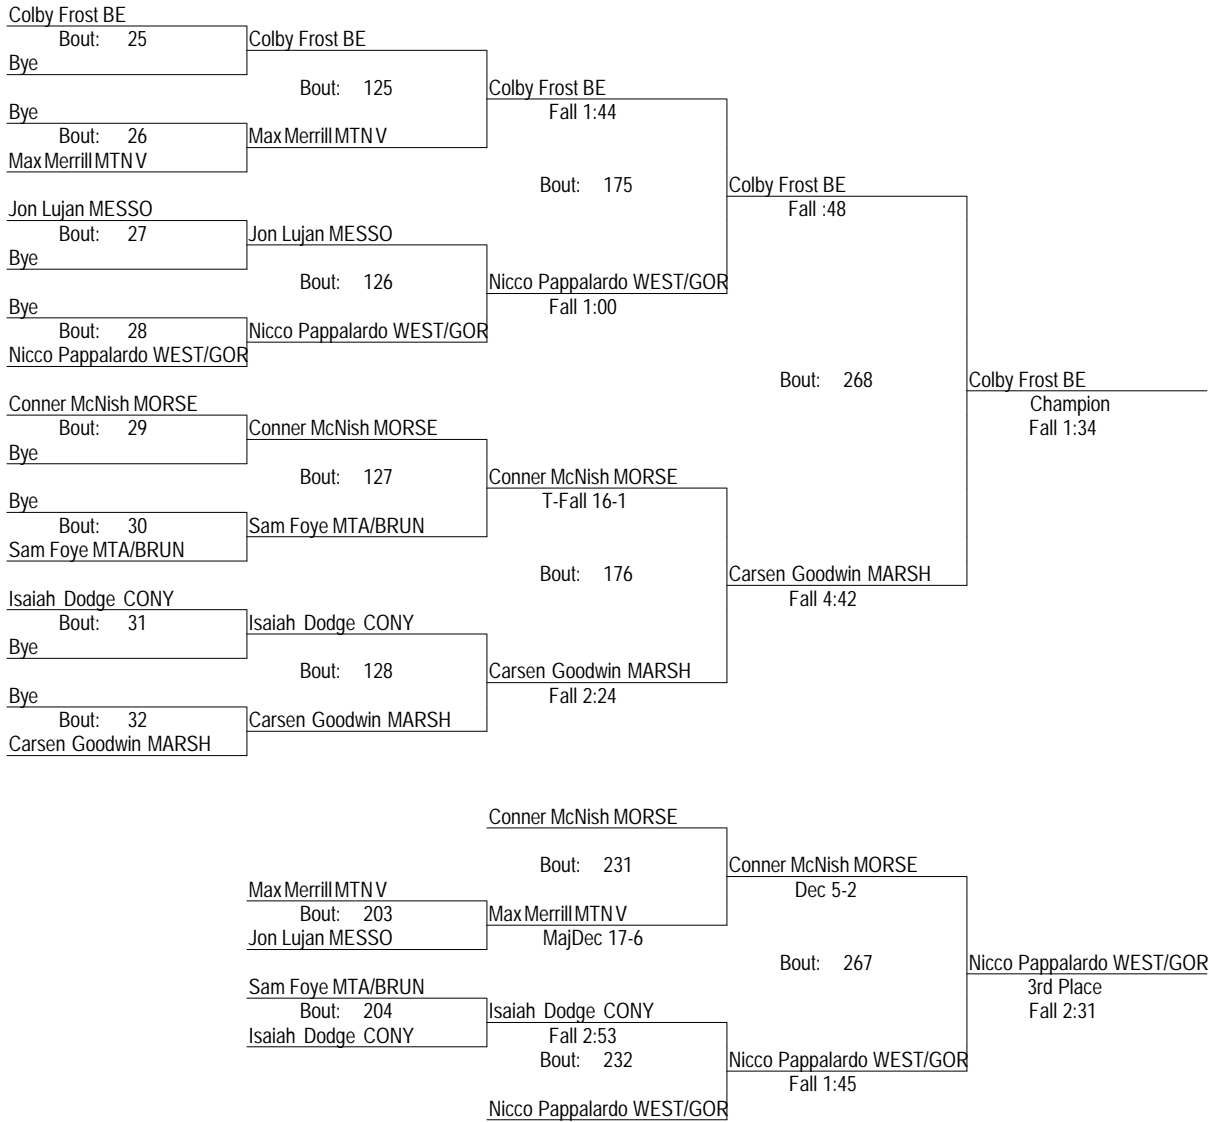 Colby Frost BE
Bout: 25
Colby Frost BE
Bye
Bout: 125
Colby Frost BE
Bye
Fall 1:44
Bout: 26
Max Merrill MTN V
Max Merrill MTN V
Bout: 175
Colby Frost BE
Jon Lujan MESSO
Fall :48
Bout: 27
Jon Lujan MESSO
Bye
Bout: 126
Nicco Pappalardo WEST/GOR
Bye
Fall 1:00
Bout: 28
Nicco Pappalardo WEST/GOR
Nicco Pappalardo WEST/GOR
Bout: 268
Colby Frost BE
Conner McNish MORSE
Champion
Bout: 29
Conner McNish MORSE
Fall 1:34
Bye
Bout: 127
Conner McNish MORSE
Bye
T-Fall 16-1
Bout: 30
Sam Foye MTA/BRUN
Sam Foye MTA/BRUN
Bout: 176
Carsen Goodwin MARSH
Isaiah Dodge CONY
Fall 4:42
Bout: 31
Isaiah Dodge CONY
Bye
Bout: 128
Carsen Goodwin MARSH
Bye
Fall 2:24
Bout: 32
Carsen Goodwin MARSH
Carsen Goodwin MARSH
Conner McNish MORSE
Bout: 231
Conner McNish MORSE
Max Merrill MTN V
Dec 5-2
Bout: 203
Max Merrill MTN V
Jon Lujan MESSO
MajDec 17-6
Bout: 267
Nicco Pappalardo WEST/GOR
Sam Foye MTA/BRUN
3rd Place
Bout: 204
Isaiah Dodge CONY
Fall 2:31
Isaiah Dodge CONY
Fall 2:53
Bout: 232
Nicco Pappalardo WEST/GOR
Fall 1:45
Nicco Pappalardo WEST/GOR